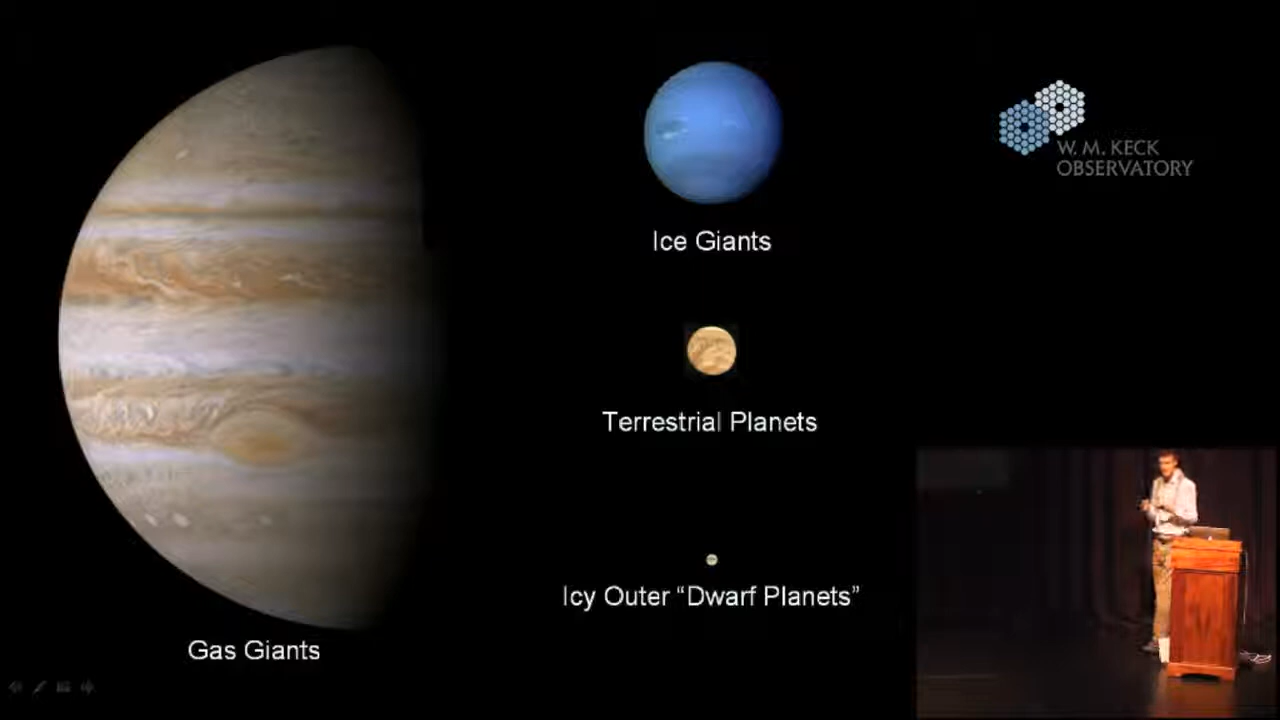 W. M. KECK
OBSERVATORY
Ice Giants
Terrestrial Planets
Icy Outer “Dwarf Planets”
Gas Giants